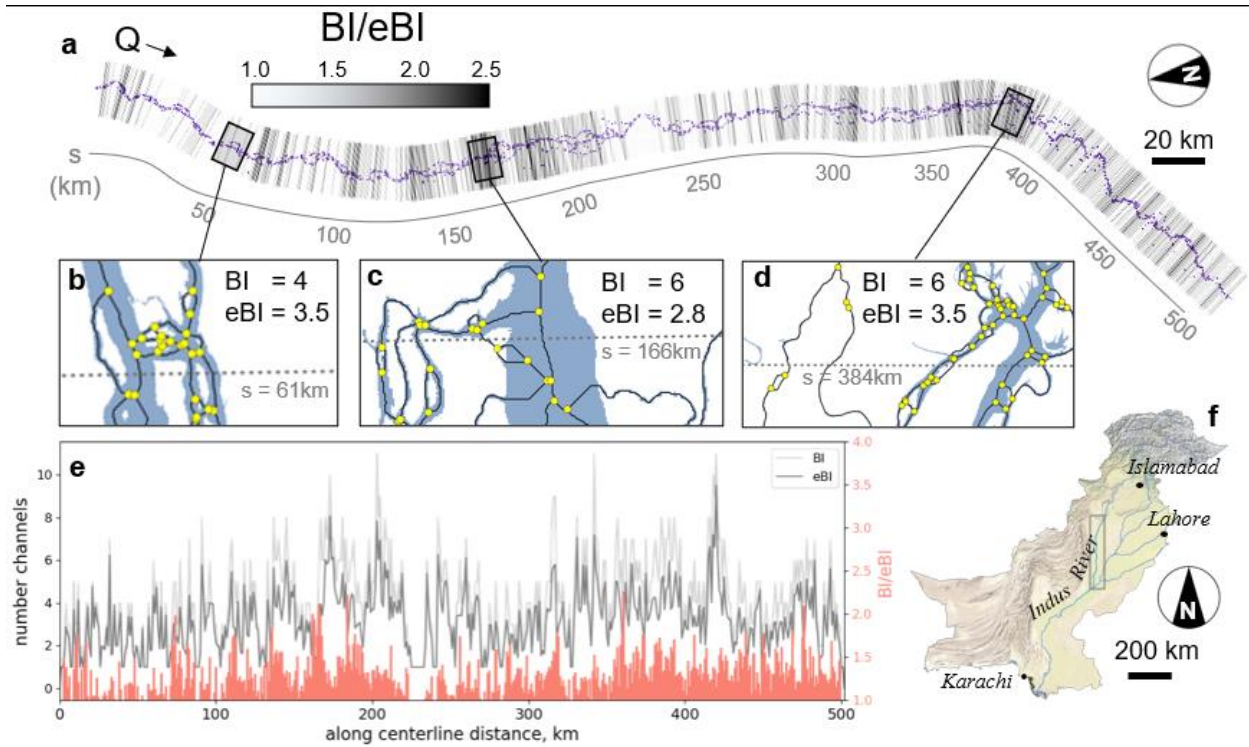 a
Q
BI/eBI
1.0 1.5 2.0 2.5
N
20 km
s
(km)
50
100
150
200
250
300
350
400
450
500
b
BI = 4
eBI = 3.5
s = 61km
c
BI = 6
eBI = 2.8
s = 166km
d
BI = 6
eBI = 3.5
s = 384km
e
number channels
10
8
6
4
2
0
BI
eBI
4.0
3.5
3.0
2.5
2.0
1.5
1.0
BI/eBI
0 100 200 300 400 500
along centerline distance, km
f
Islamabad
Lahore
Indus River
Karachi
N
200 km